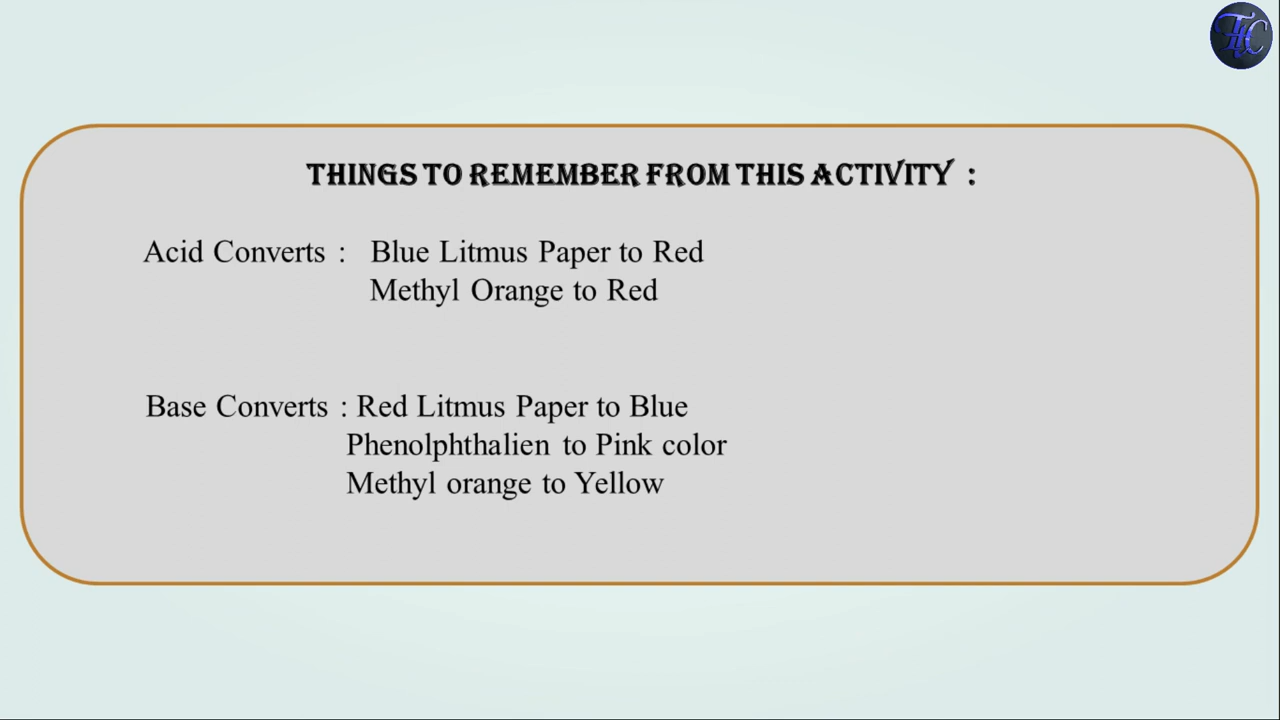 THINGS TO REMEMBER FROM THIS ACTIVITY :
Acid Converts : Blue Litmus Paper to Red
Methyl Orange to Red
Base Converts : Red Litmus Paper to Blue
Phenolphthalien to Pink color
Methyl orange to Yellow